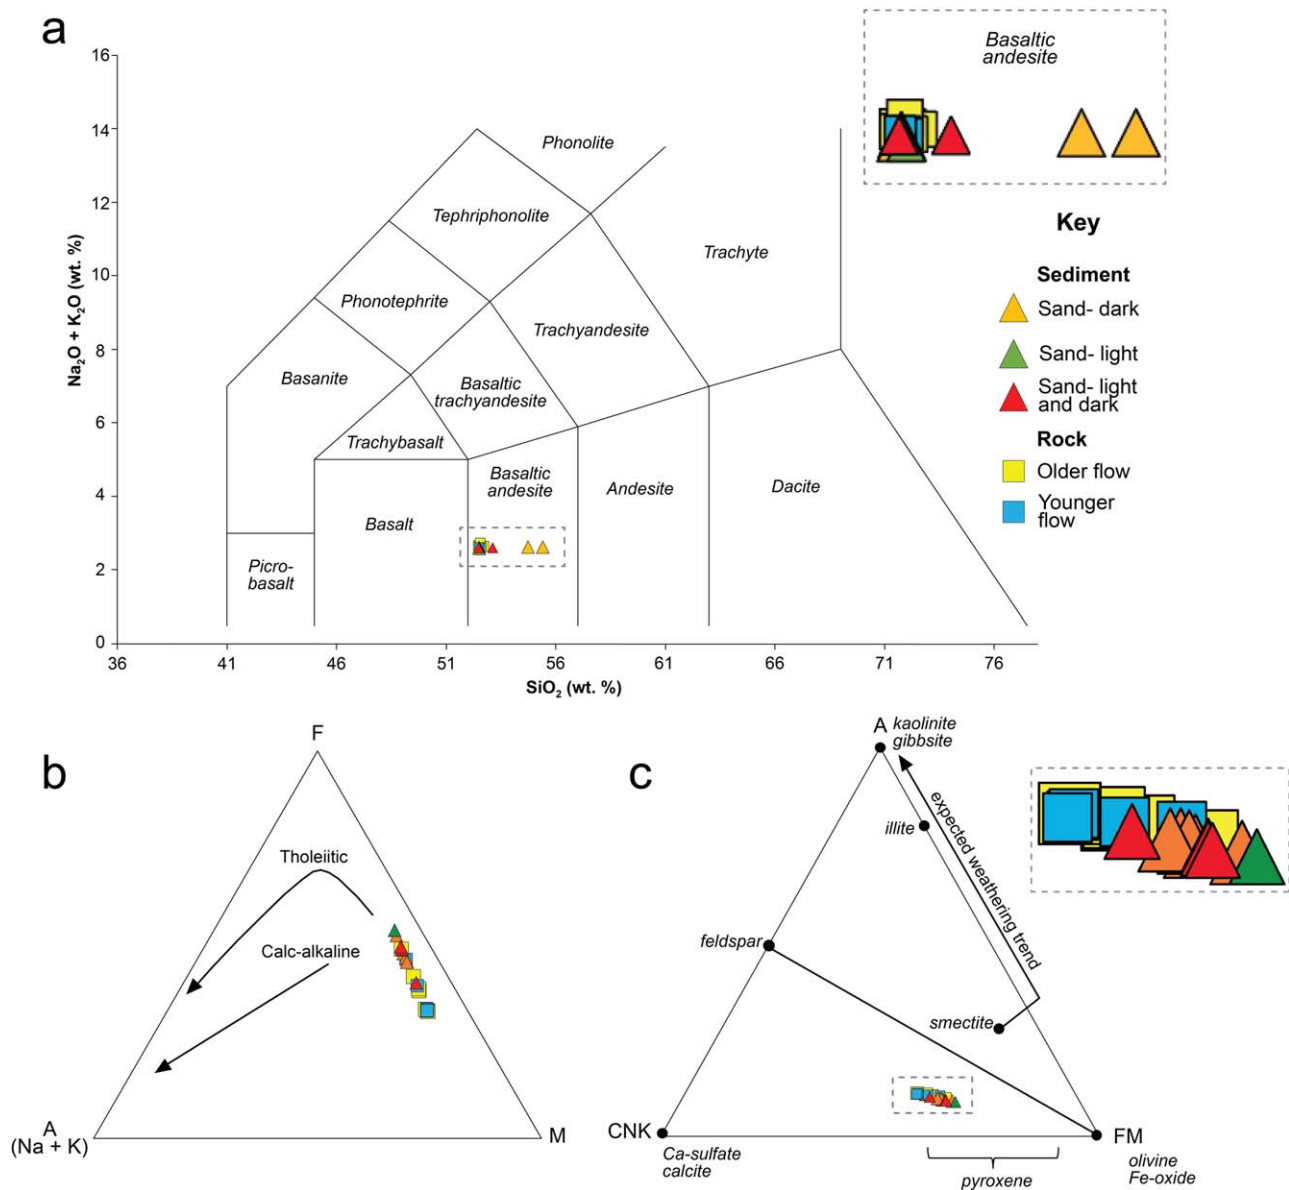 a
Na₂O + K₂O (wt. %)
16
14
12
10
8
6
4
2
0
36
41
46
51
56
61
66
71
76
SiO₂ (wt. %)
Phonolite
Tephriphonolite
Trachyte
Phonotephrite
Trachyandesite
Basanite
Basaltic
trachyandesite
Trachybasalt
Basaltic
andesite
Andesite
Dacite
Basalt
Picro-
basalt
Basaltic
andesite
Key
Sediment
Sand- dark
Sand- light
Sand- light
and dark
Rock
Older flow
Younger
flow
b
F
Tholeiitic
Calc-alkaline
A
(Na + K)
M
c
A
kaolinite
gibbsite
illite
expected weathering trend
feldspar
smectite
CNK
Ca-sulfate
calcite
FM
olivine
Fe-oxide
pyroxene